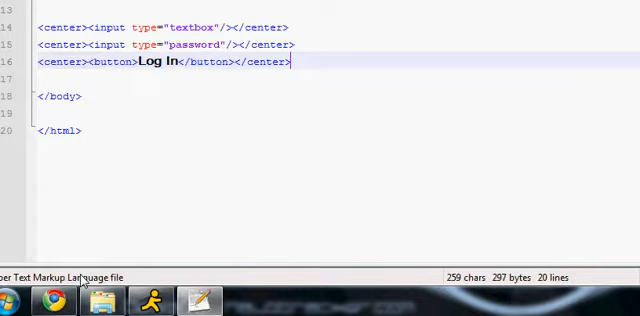 13
14 <center><input type="textbox"/></center>
15 <center><input type="password"/></center>
16 <center><button>Log In</button></center>
17
18 </body>
19
20 </html>
per Text Markup Language file 259 chars 297 bytes 20 lines